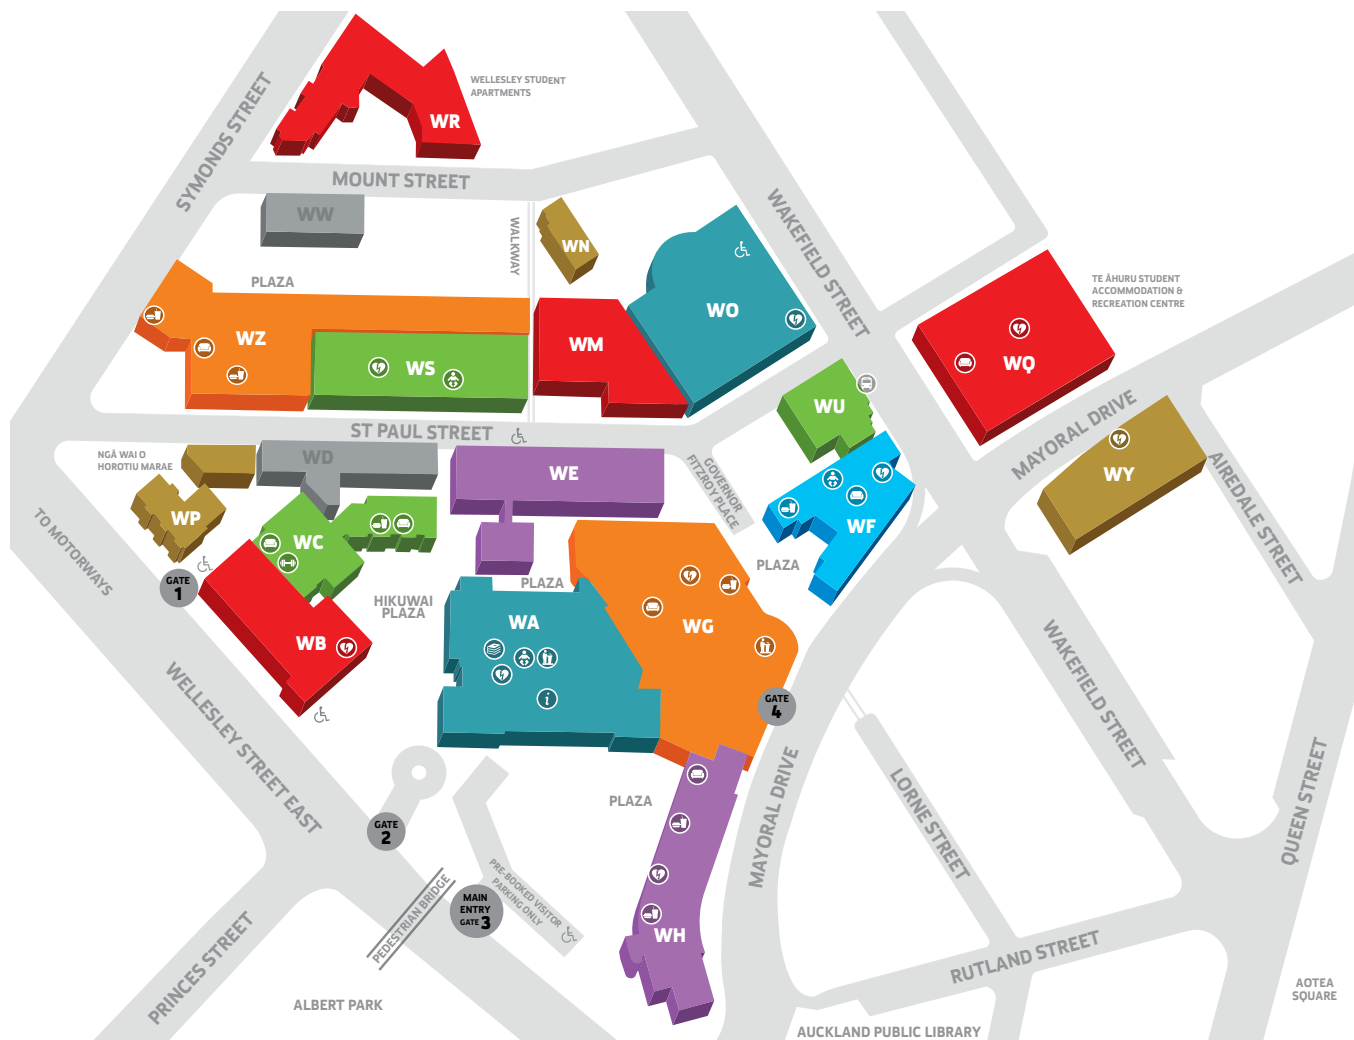 WELLESLEY STUDENT
APARTMENTS
WR
SYMONDS STREET
MOUNT STREET
WW
WALKWAY
WN
WAKEFIELD STREET
PLAZA
WO
TE ĀHURU STUDENT
ACCOMMODATION &
RECREATION CENTRE
WZ
WS
WM
WQ
WU
MAYORAL DRIVE
ST PAUL STREET
NGĀ WAI O
HOROTIU MARAE
WD
WE
GOVERNOR
FITZROY PLACE
WY
AIREDALE STREET
WP
WC
WF
TO MOTORWAYS
GATE
1
PLAZA
PLAZA
HIKUWAI
PLAZA
WA
WG
WB
WAKEFIELD STREET
WELLESLEY STREET EAST
GATE
4
PLAZA
MAYORAL DRIVE
LORNE STREET
QUEEN STREET
GATE
2
PRE-BOOKED VISITOR
PARKING ONLY
PEDESTRIAN BRIDGE
MAIN
ENTRY
GATE 3
WH
PRINCES STREET
RUTLAND STREET
ALBERT PARK
AOTEA
SQUARE
AUCKLAND PUBLIC LIBRARY